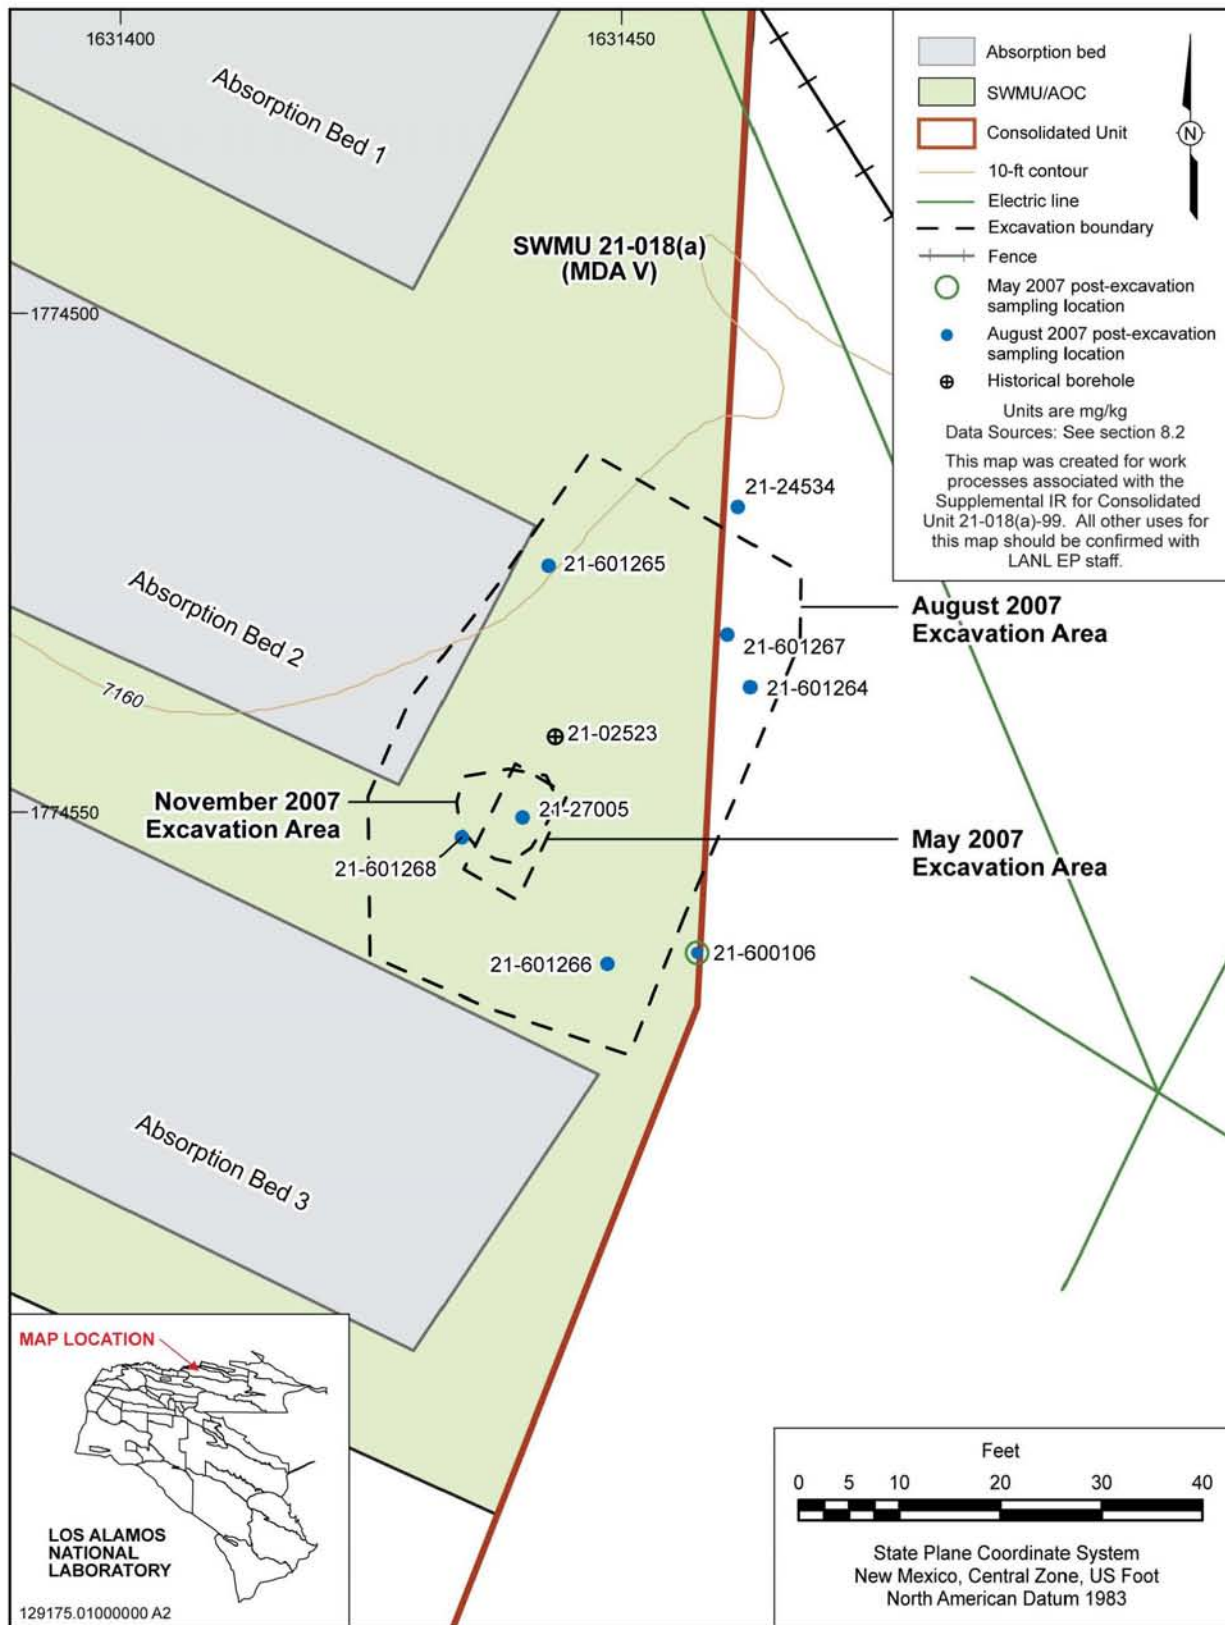 1631400
1631450
Absorption Bed 1
SWMU 21-018(a)
(MDA V)
1774500
21-24534
21-601265
Absorption Bed 2
21-601267
21-601264
August 2007
Excavation Area
7160
21-02523
November 2007
Excavation Area
1774550
21-27005
May 2007
Excavation Area
21-601268
21-601266
21-600106
Absorption Bed 3
Absorption bed
SWMU/AOC
Consolidated Unit
10-ft contour
Electric line
Excavation boundary
Fence
May 2007 post-excavation
sampling location
August 2007 post-excavation
sampling location
Historical borehole
N
Units are mg/kg
Data Sources: See section 8.2
This map was created for work
processes associated with the
Supplemental IR for Consolidated
Unit 21-018(a)-99. All other uses for
this map should be confirmed with
LANL EP staff.
MAP LOCATION
LOS ALAMOS
NATIONAL
LABORATORY
129175.01000000 A2
Feet
0 5 10 20 30 40
State Plane Coordinate System
New Mexico, Central Zone, US Foot
North American Datum 1983